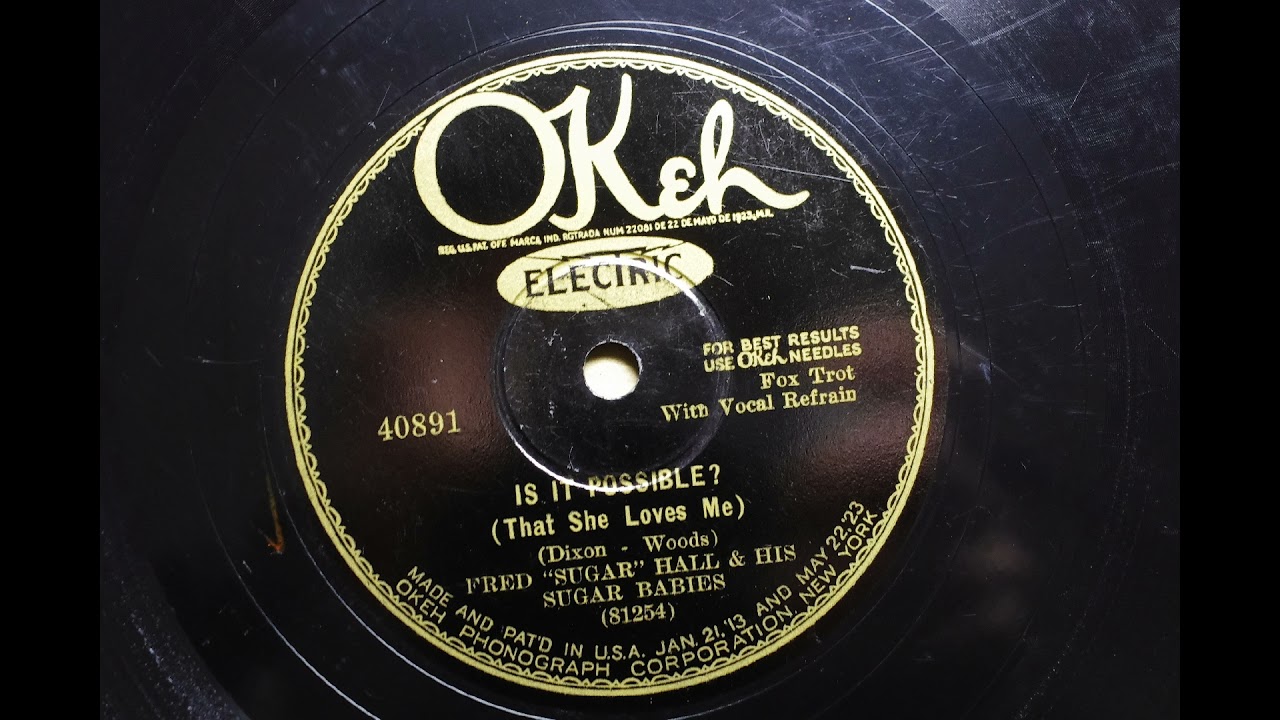 OKeh
REG. U.S. PAT. OFF. MARCA IND. RGTRADA NUM 22081 DE 22 DE MAYO DE 1923, M.R.
ELECTRIC
FOR BEST RESULTS
USE OKeh NEEDLES
Fox Trot
With Vocal Refrain
40891
IS IT POSSIBLE?
(That She Loves Me)
(Dixon - Woods)
FRED "SUGAR" HALL & HIS
SUGAR BABIES
(81254)
MADE AND PAT'D IN U.S.A. JAN. 21, '13 AND MAY 22, '23
OKEH PHONOGRAPH CORPORATION, NEW YORK